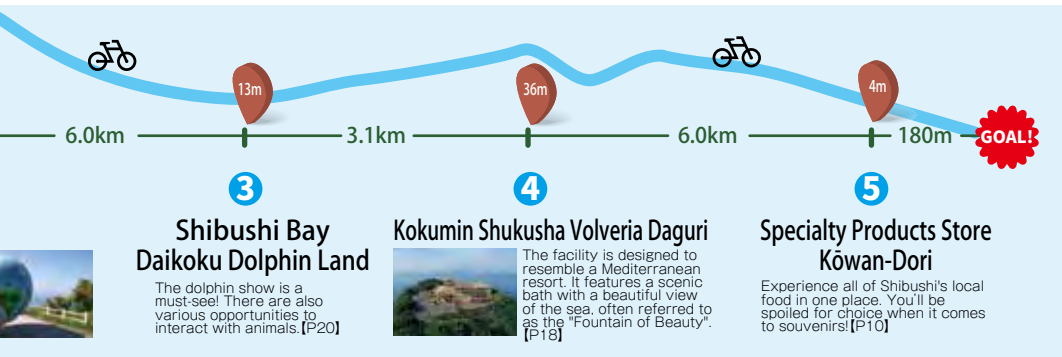 13m
36m
4m
6.0km
3.1km
6.0km
180m
GOAL!
3
Shibushi Bay
Daikoku Dolphin Land
The dolphin show is a
must-see! There are also
various opportunities to
interact with animals.【P20】
4
Kokumin Shukusha Volveria Daguri
The facility is designed to
resemble a Mediterranean
resort. It features a scenic
bath with a beautiful view
of the sea, often referred to
as the "Fountain of Beauty".
【P18】
5
Specialty Products Store
Kōwan-Dori
Experience all of Shibushi's local
food in one place. You'll be
spoiled for choice when it comes
to souvenirs!【P10】